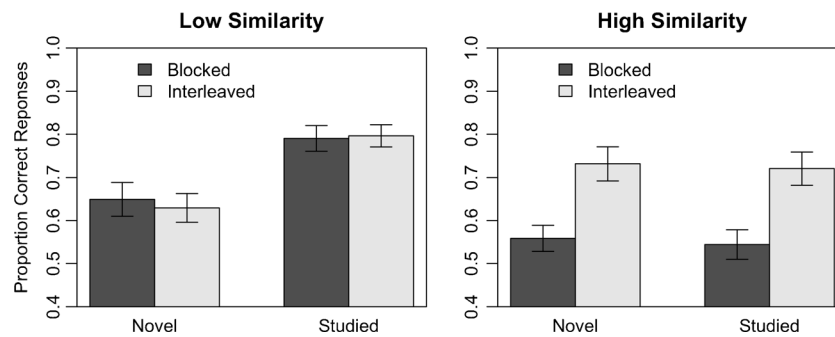 Low Similarity
Proportion Correct Reponses
0.4 0.5 0.6 0.7 0.8 0.9 1.0
Blocked
Interleaved
Novel Studied
High Similarity
0.4 0.5 0.6 0.7 0.8 0.9 1.0
Blocked
Interleaved
Novel Studied